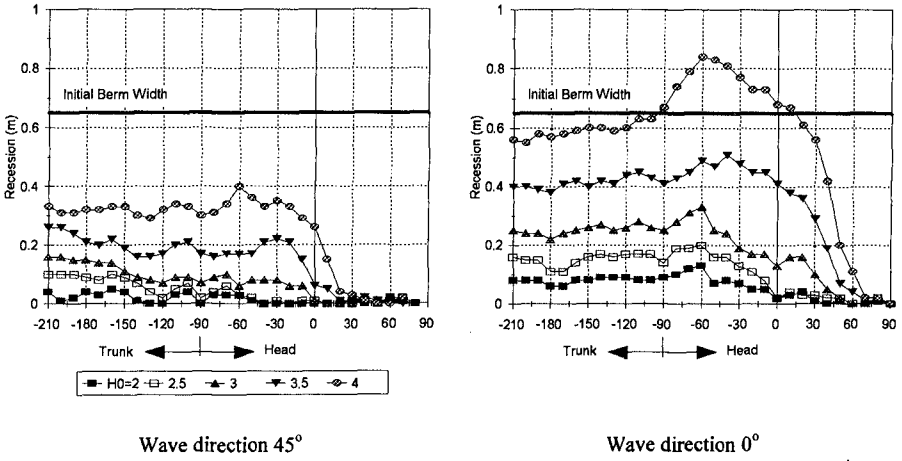 1
0.8
0.6
0.4
0.2
0
Recession (m)
Initial Berm Width
-210 -180 -150 -120 -90 -60 -30 0 30 60 90
Trunk Head
H0=2 2.5 3 3.5 4
Wave direction 45°
1
0.8
0.6
0.4
0.2
0
Recession (m)
Initial Berm Width
-210 -180 -150 -120 -90 -60 -30 0 30 60 90
Trunk Head
Wave direction 0°